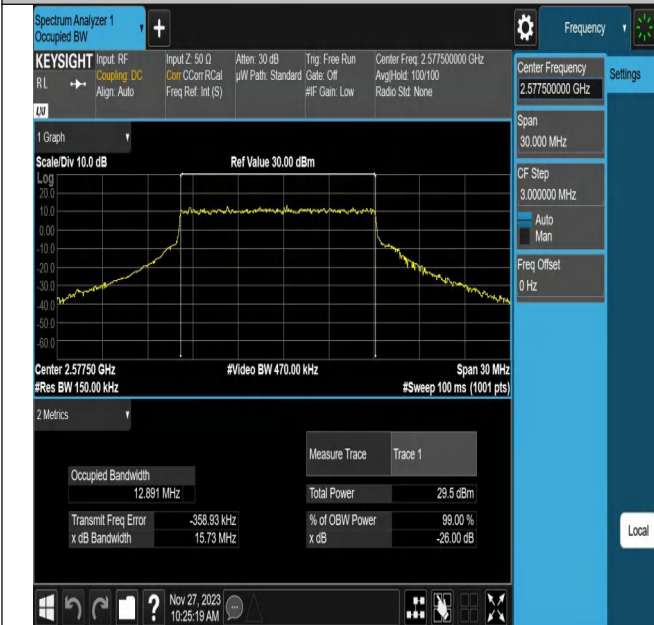 Spectrum Analyzer 1
Occupied BW
+
Frequency
KEYSIGHT
RL
LXI
Input: RF
Coupling: DC
Align: Auto
Input Z: 50 Ω
Corr CCorr RCal
Freq Ref: Int (S)
Atten: 30 dB
µW Path: Standard
Trig: Free Run
Gate: Off
#IF Gain: Low
Center Freq: 2.577500000 GHz
Avg|Hold: 100/100
Radio Std: None
Center Frequency
2.577500000 GHz
Settings
Span
30.000 MHz
CF Step
3.000000 MHz
Auto
Man
Freq Offset
0 Hz
Local
1 Graph
Scale/Div 10.0 dB
Ref Value 30.00 dBm
Log
20.0
10.0
0.00
-10.0
-20.0
-30.0
-40.0
-50.0
-60.0
Center 2.57750 GHz
#Video BW 470.00 kHz
Span 30 MHz
#Res BW 150.00 kHz
#Sweep 100 ms (1001 pts)
2 Metrics
Measure Trace Trace 1
Occupied Bandwidth
12.891 MHz
Total Power 29.5 dBm
Transmit Freq Error -358.93 kHz
% of OBW Power 99.00 %
x dB Bandwidth 15.73 MHz
x dB -26.00 dB
?
Nov 27, 2023
10:25:19 AM